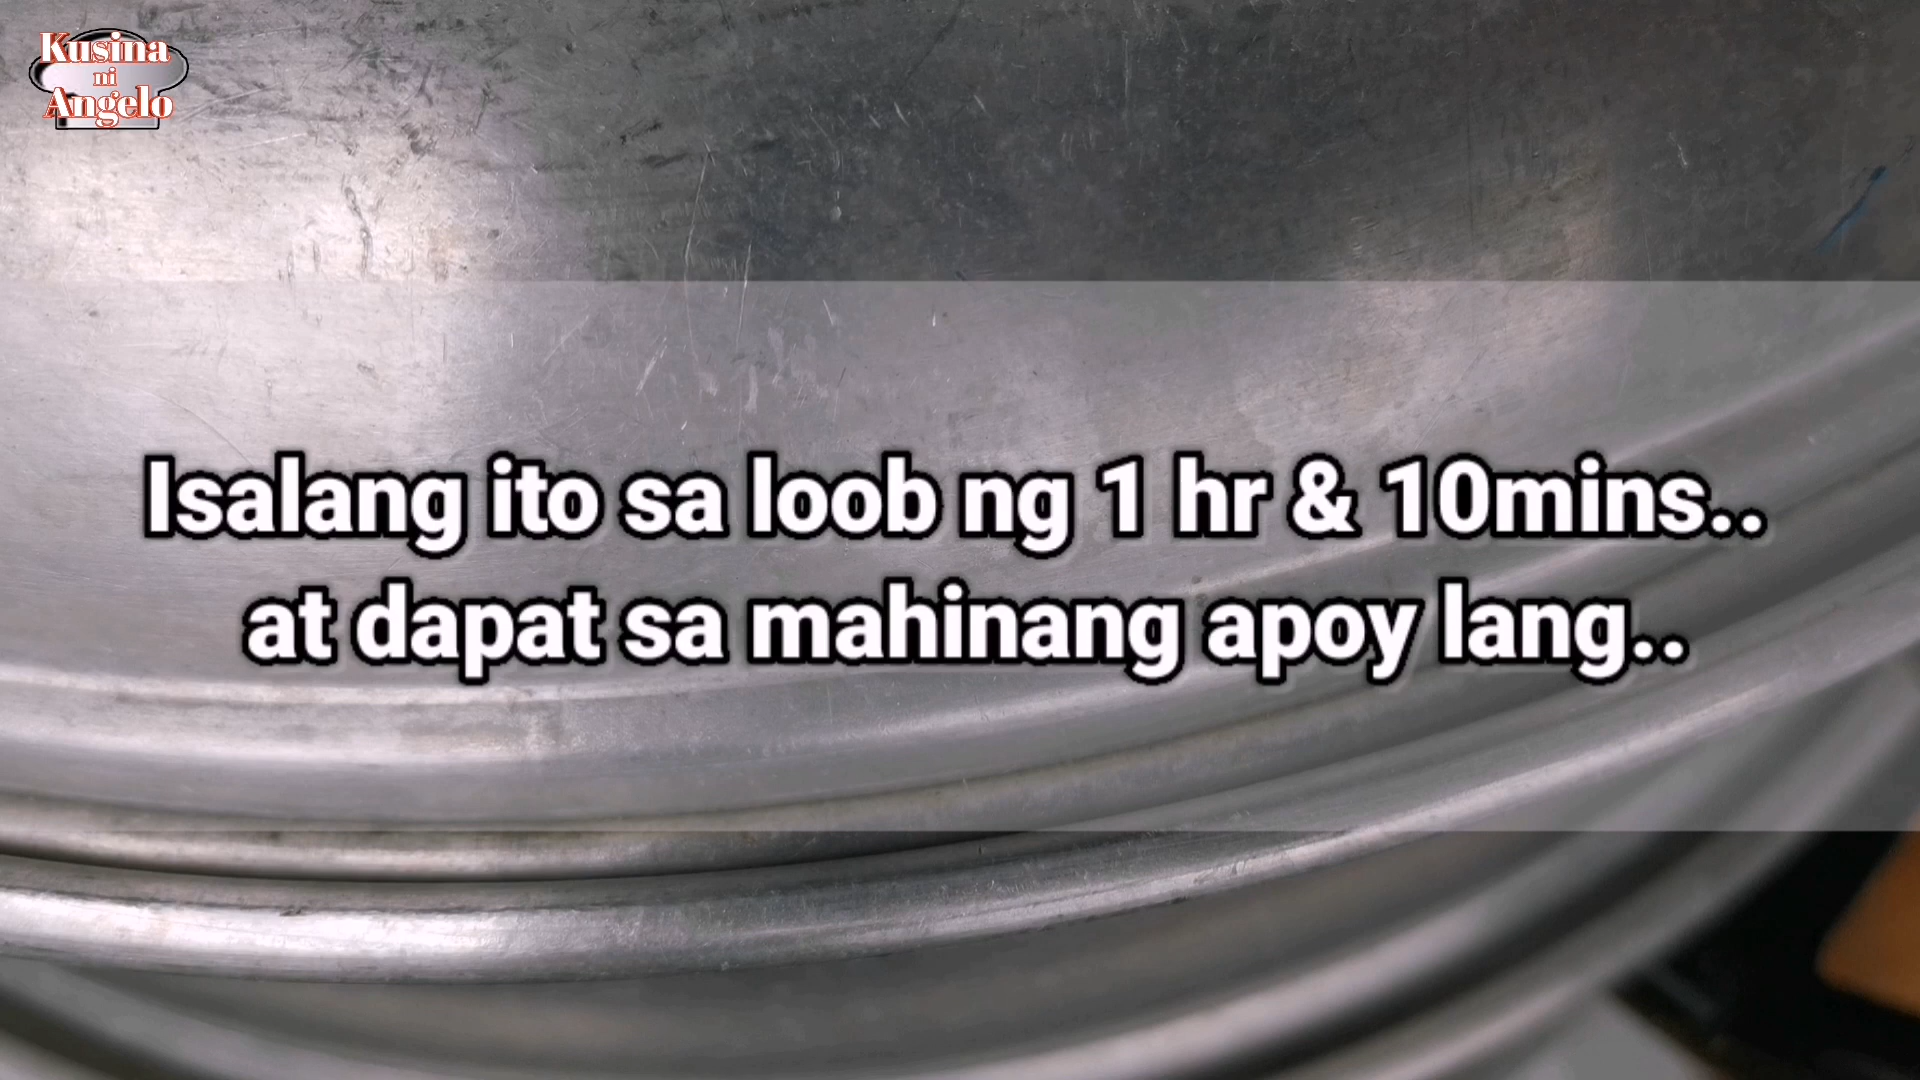 Kusina
ni
Angelo
Isalang ito sa loob ng 1 hr & 10mins..
at dapat sa mahinang apoy lang..